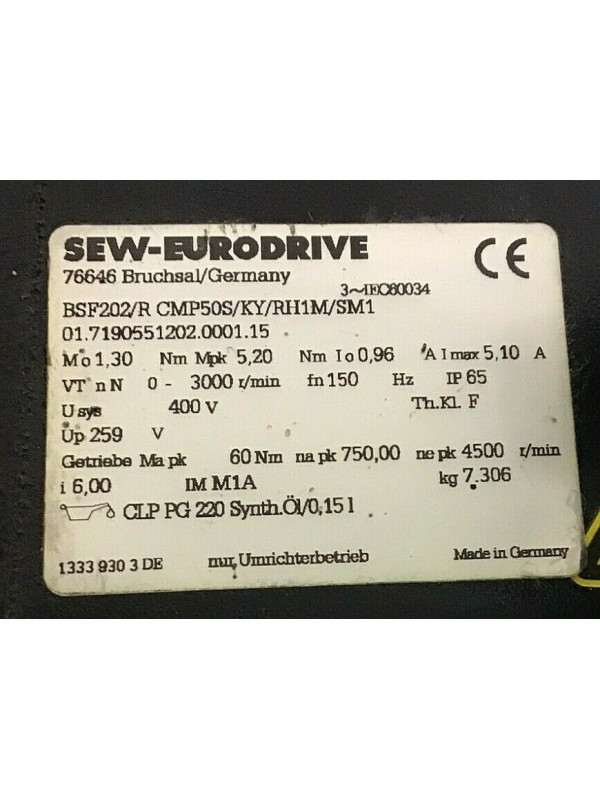 SEW-EURODRIVE
CE
76646 Bruchsal/Germany
3~IEC60034
BSF202/R CMP50S/KY/RH1M/SM1
01.7190551202.0001.15
Mo 1,30 Nm Mpk 5,20 Nm Io 0,96 A I max 5,10 A
VT nN 0 - 3000 r/min fn 150 Hz IP 65
Usys 400 V Th.Kl. F
Up 259 V
Getriebe Ma pk 60 Nm na pk 750,00 ne pk 4500 r/min
i 6,00 IM M1A kg 7.306
CLP PG 220 Synth.Öl/0,15 l
1333 930 3 DE nur Umrichterbetrieb Made in Germany